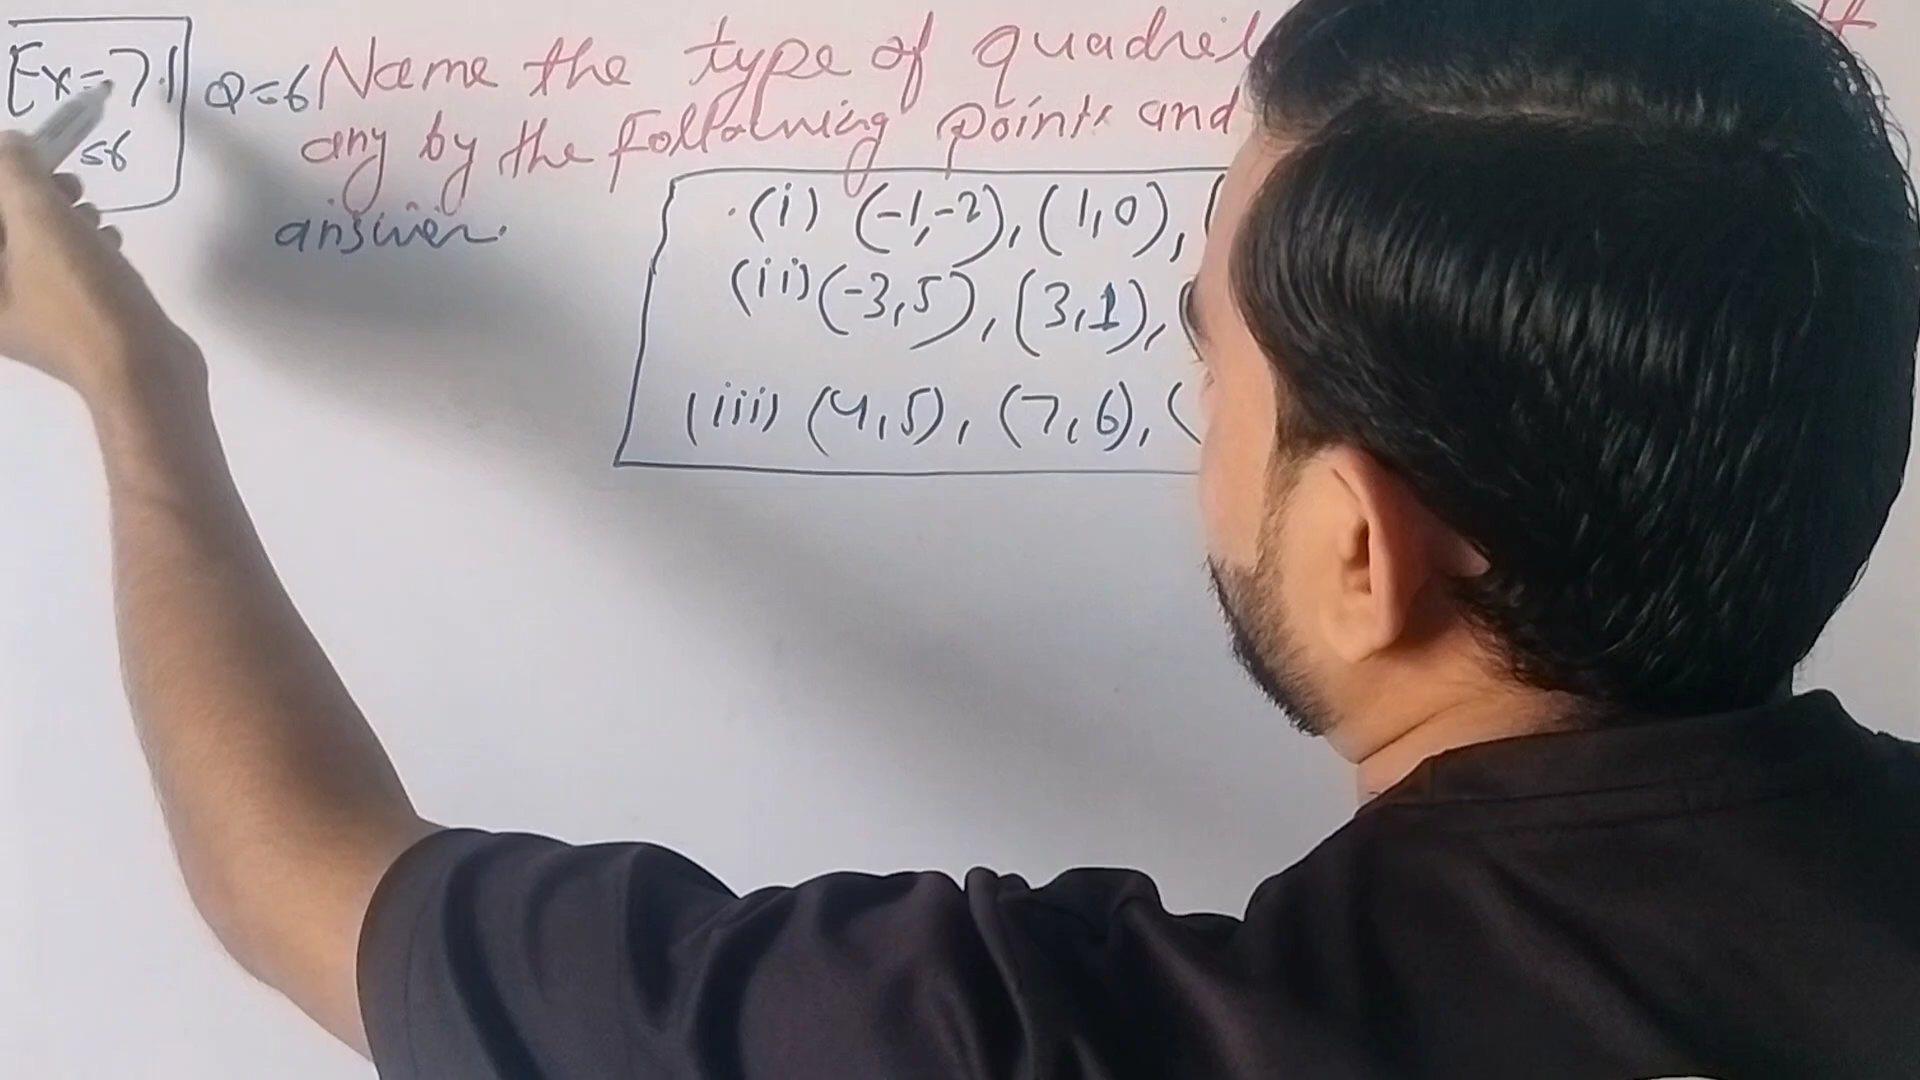 Ex=7.1
=6
Q=6 Name the type of quadril
any by the following points and
answer.
(i) (-1,-2), (1,0), (
(ii) (-3,5), (3,1), (
(iii) (4,5), (7,6), (